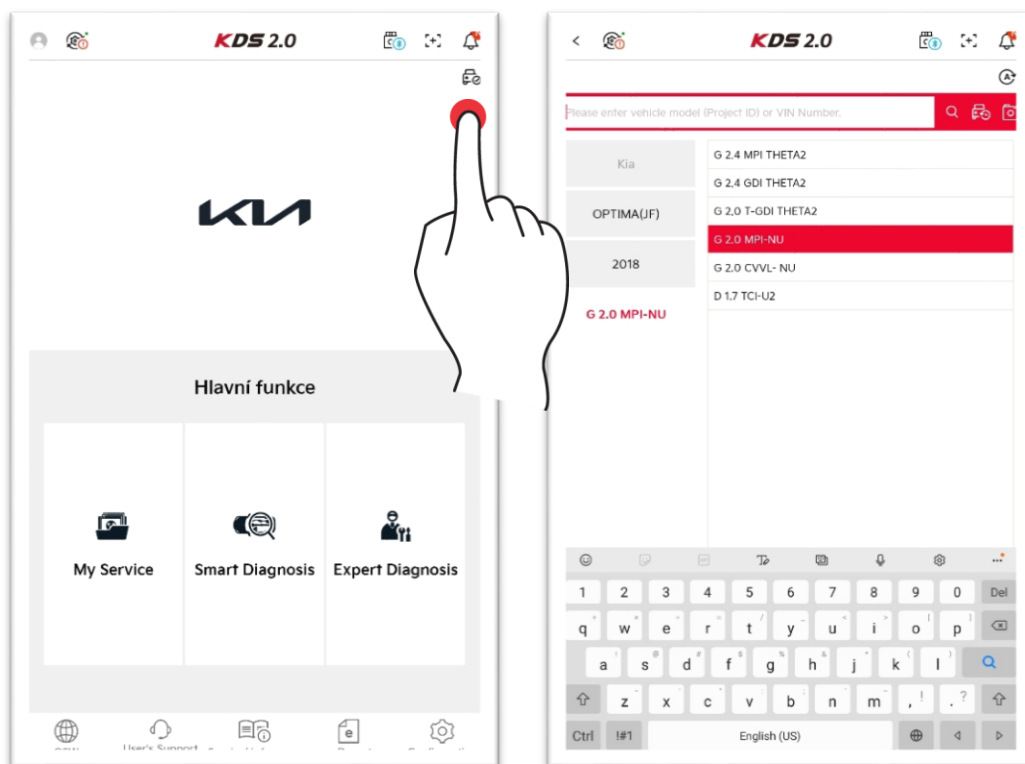 KDS 2.0
KIA
Hlavní funkce
My Service
Smart Diagnosis
Expert Diagnosis
User's Support
KDS 2.0
Please enter vehicle model (Project ID) or VIN Number.
Kia
OPTIMA(JF)
2018
G 2.0 MPI-NU
G 2.4 MPI THETA2
G 2,4 GDI THETA2
G 2,0 T-GDI THETA2
G 2.0 MPI-NU
G 2.0 CVVL- NU
D 1.7 TCI-U2
1 2 3 4 5 6 7 8 9 0 Del
q w e r t y u i o p
a s d f g h j k l
z x c v b n m , ! . ?
Ctrl !#1 English (US)